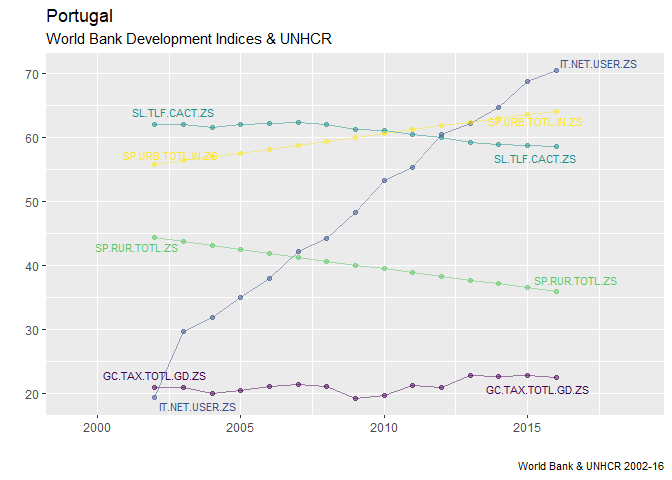 Portugal
World Bank Development Indices & UNHCR
70
60
50
40
30
20
IT.NET.USER.ZS
SL.TLF.CACT.ZS
SP.URB.TOTL.IN.ZS
SP.URB.TOTL.IN.ZS
SL.TLF.CACT.ZS
SP.RUR.TOTL.ZS
SP.RUR.TOTL.ZS
GC.TAX.TOTL.GD.ZS
GC.TAX.TOTL.GD.ZS
IT.NET.USER.ZS
2000
2005
2010
2015
World Bank & UNHCR 2002-16